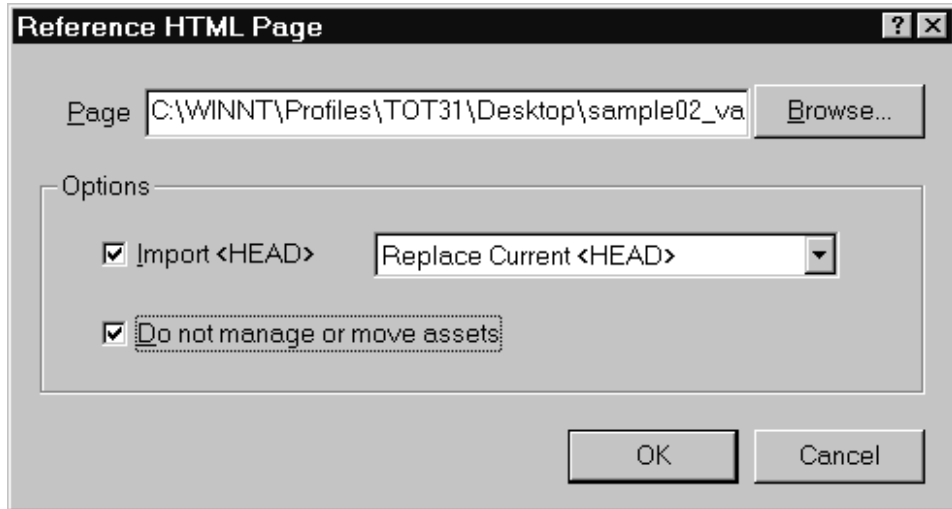 Reference HTML Page
Page C:\WINNT\Profiles\TOT31\Desktop\sample02_va Browse...
Options
Import <HEAD> Replace Current <HEAD>
Do not manage or move assets
OK Cancel